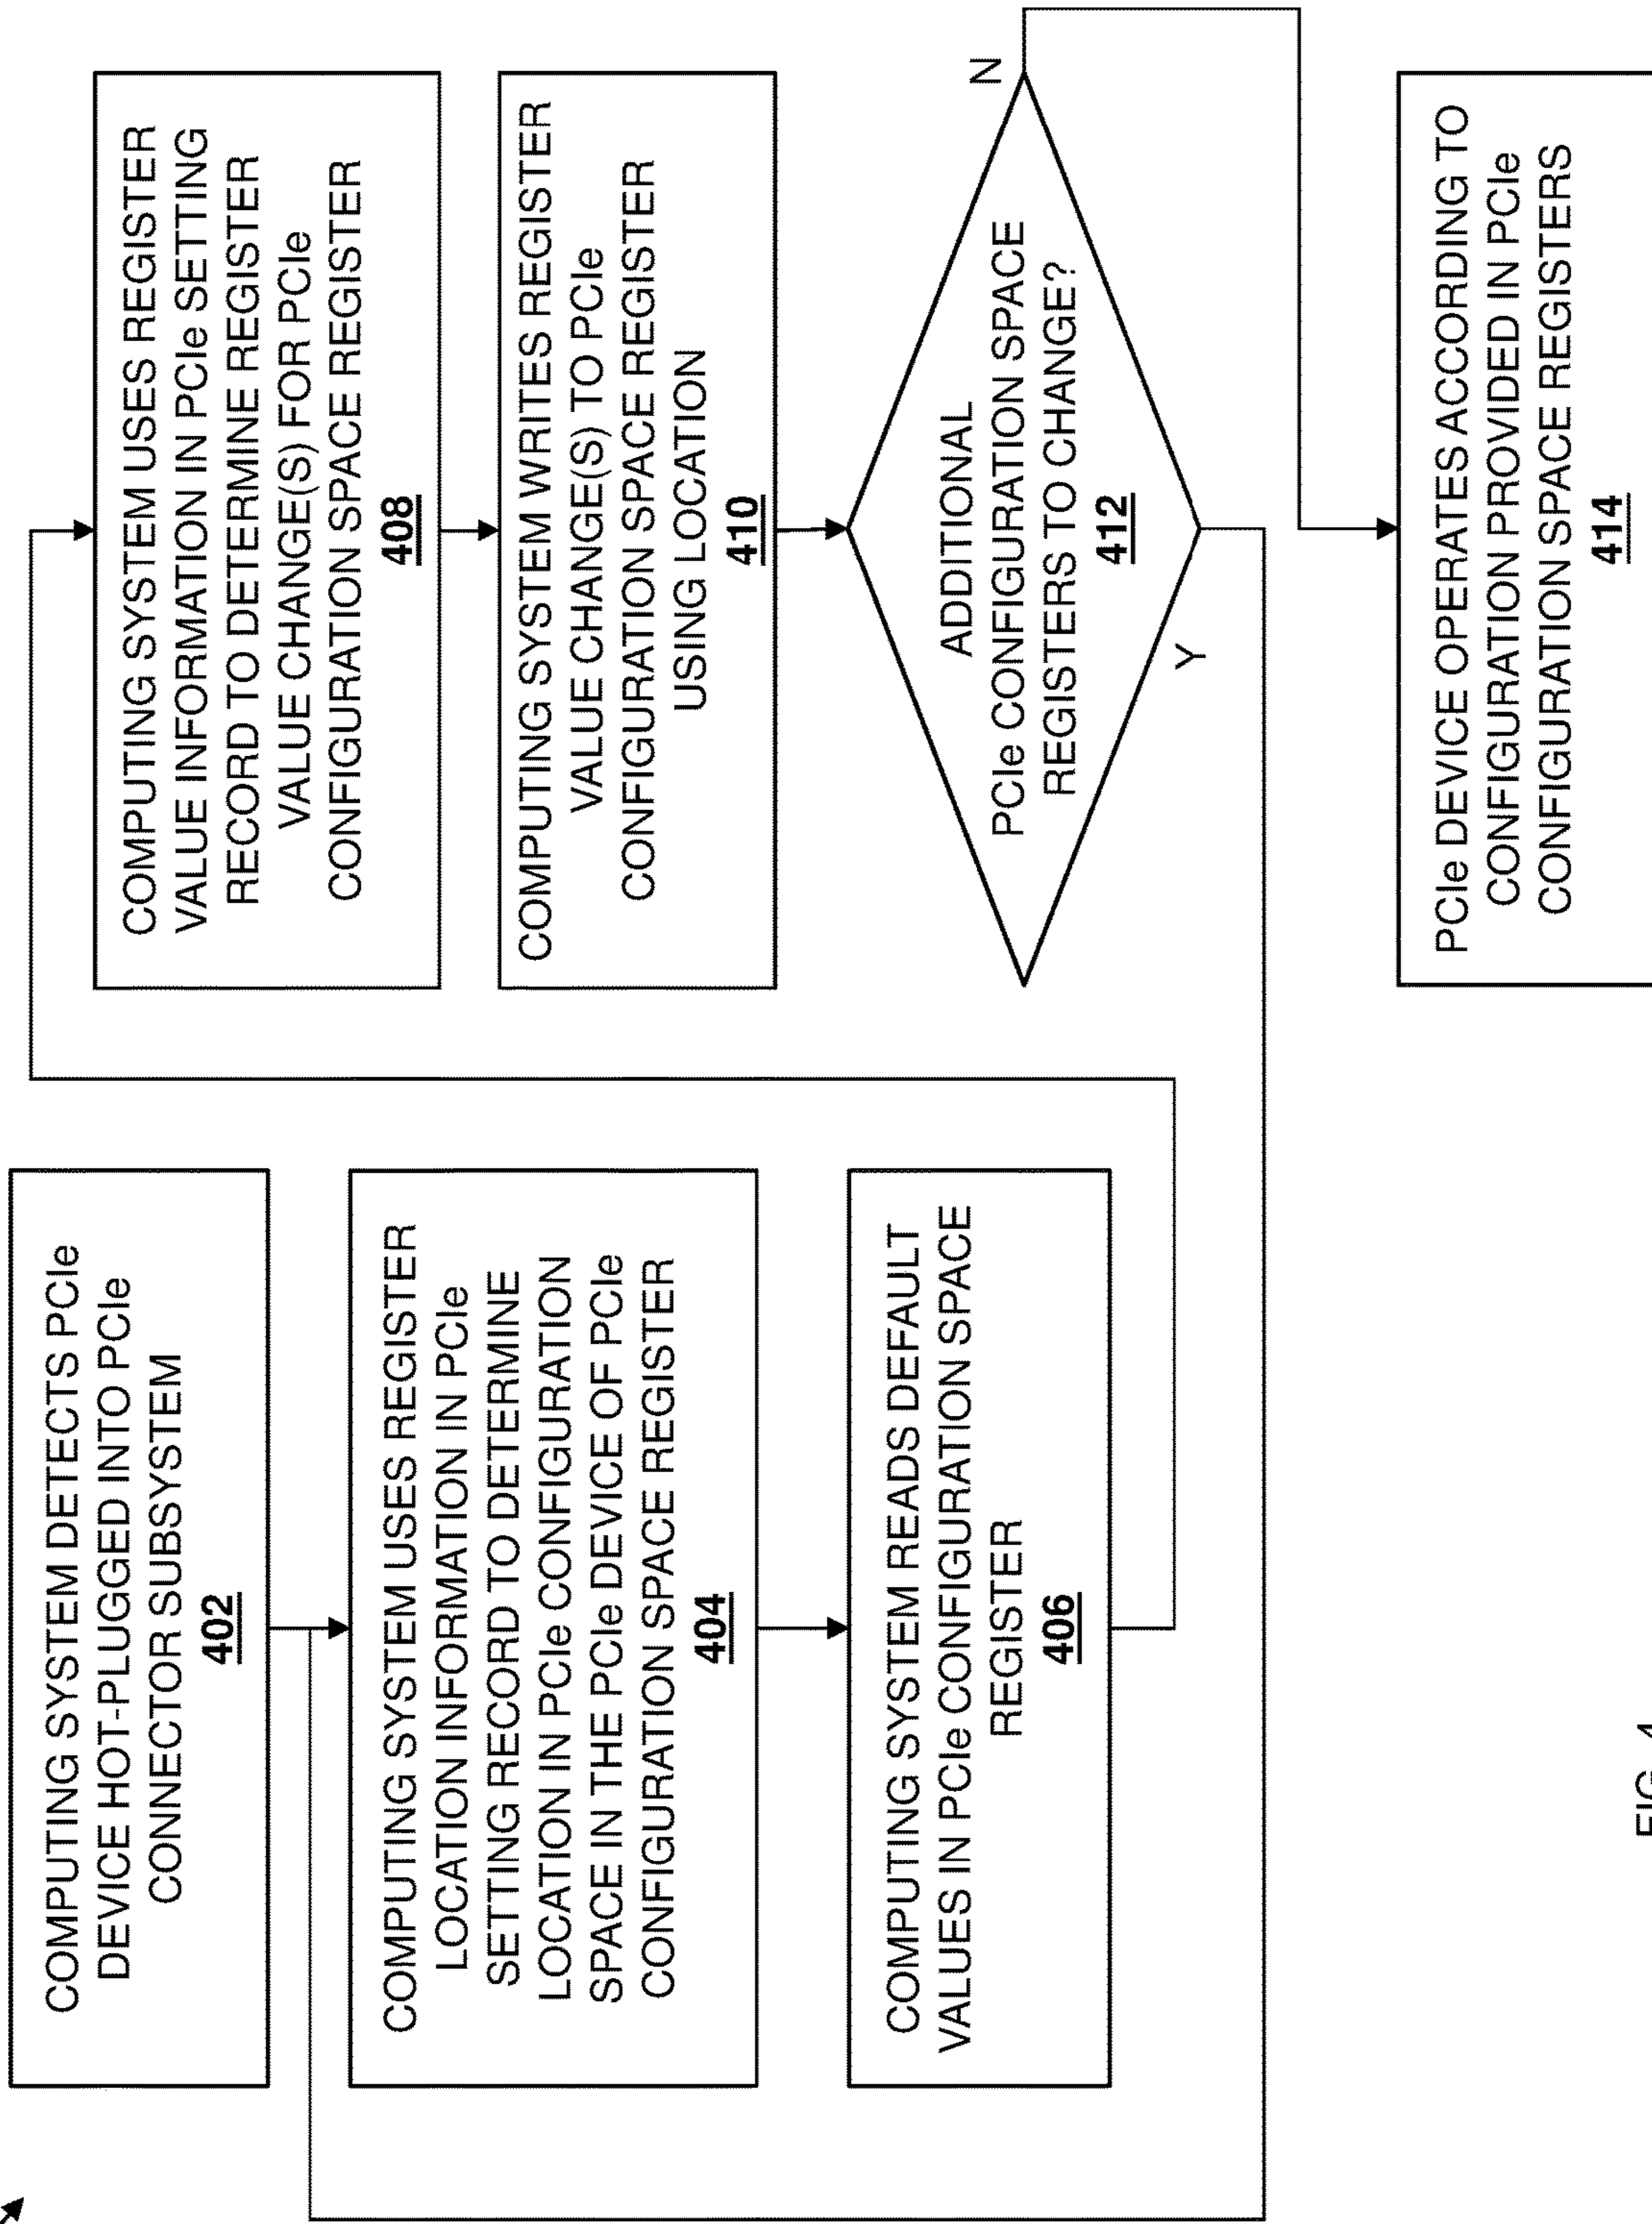 COMPUTING SYSTEM DETECTS PCIe
DEVICE HOT-PLUGGED INTO PCIe
CONNECTOR SUBSYSTEM
402
COMPUTING SYSTEM USES REGISTER
LOCATION INFORMATION IN PCIe
SETTING RECORD TO DETERMINE
LOCATION IN PCIe CONFIGURATION
SPACE IN THE PCIe DEVICE OF PCIe
CONFIGURATION SPACE REGISTER
404
COMPUTING SYSTEM READS DEFAULT
VALUES IN PCIe CONFIGURATION SPACE
REGISTER
406
COMPUTING SYSTEM USES REGISTER
VALUE INFORMATION IN PCIe SETTING
RECORD TO DETERMINE REGISTER
VALUE CHANGE(S) FOR PCIe
CONFIGURATION SPACE REGISTER
408
COMPUTING SYSTEM WRITES REGISTER
VALUE CHANGE(S) TO PCIe
CONFIGURATION SPACE REGISTER
USING LOCATION
410
ADDITIONAL
PCIe CONFIGURATION SPACE
REGISTERS TO CHANGE?
412
N
Y
PCIe DEVICE OPERATES ACCORDING TO
CONFIGURATION PROVIDED IN PCIe
CONFIGURATION SPACE REGISTERS
414
FIG. 4